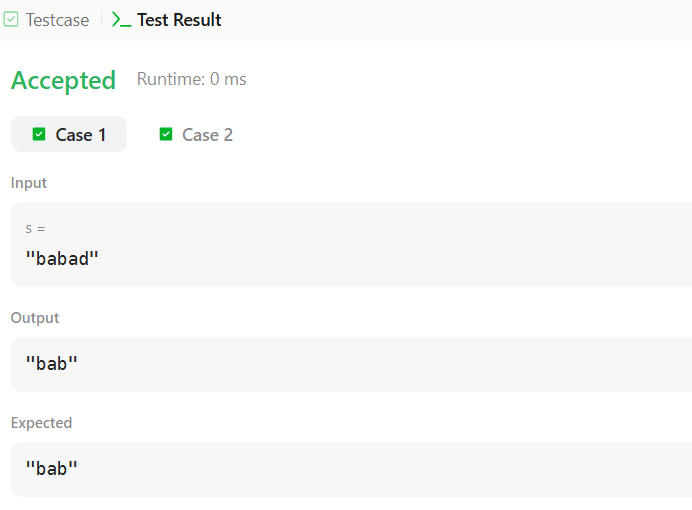 Testcase
Test Result
Accepted
Runtime: 0 ms
Case 1
Case 2
Input
s =
"babad"
Output
"bab"
Expected
"bab"